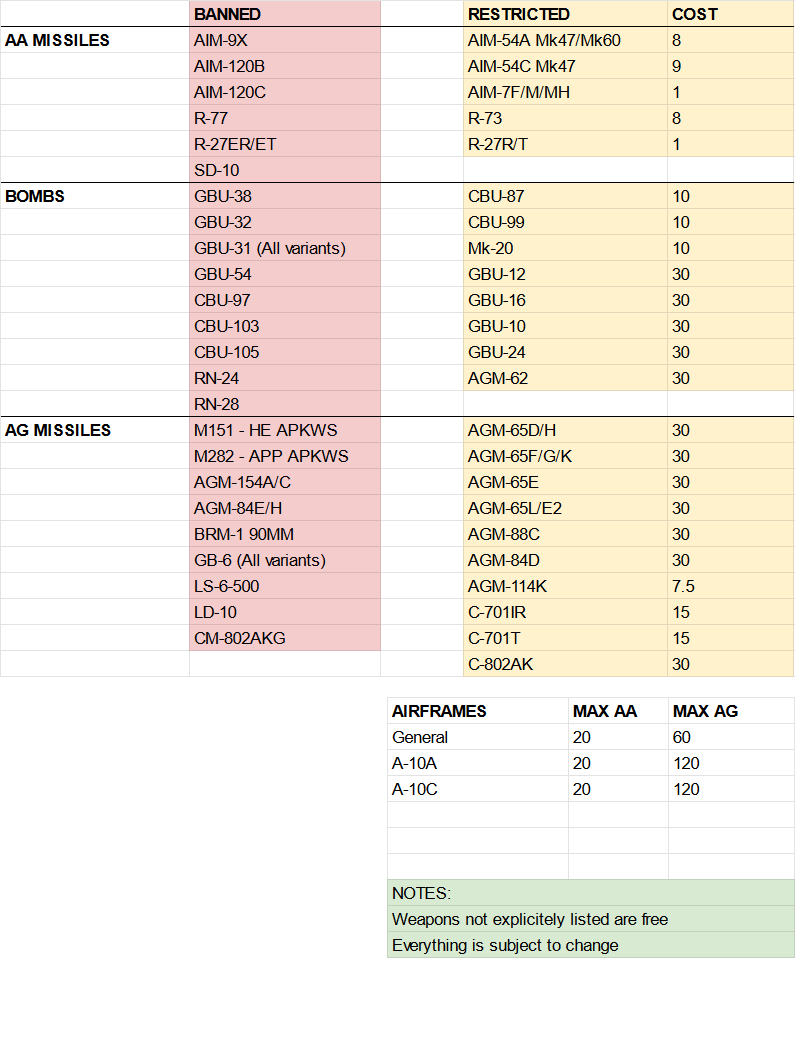 BANNED RESTRICTED COST
AA MISSILES AIM-9X AIM-54A Mk47/Mk60 8
AIM-120B AIM-54C Mk47 9
AIM-120C AIM-7F/M/MH 1
R-77 R-73 8
R-27ER/ET R-27R/T 1
SD-10
BOMBS GBU-38 CBU-87 10
GBU-32 CBU-99 10
GBU-31 (All variants) Mk-20 10
GBU-54 GBU-12 30
CBU-97 GBU-16 30
CBU-103 GBU-10 30
CBU-105 GBU-24 30
RN-24 AGM-62 30
RN-28
AG MISSILES M151 - HE APKWS AGM-65D/H 30
M282 - APP APKWS AGM-65F/G/K 30
AGM-154A/C AGM-65E 30
AGM-84E/H AGM-65L/E2 30
BRM-1 90MM AGM-88C 30
GB-6 (All variants) AGM-84D 30
LS-6-500 AGM-114K 7.5
LD-10 C-701IR 15
CM-802AKG C-701T 15
C-802AK 30
AIRFRAMES MAX AA MAX AG
General 20 60
A-10A 20 120
A-10C 20 120
NOTES:
Weapons not explicitely listed are free
Everything is subject to change